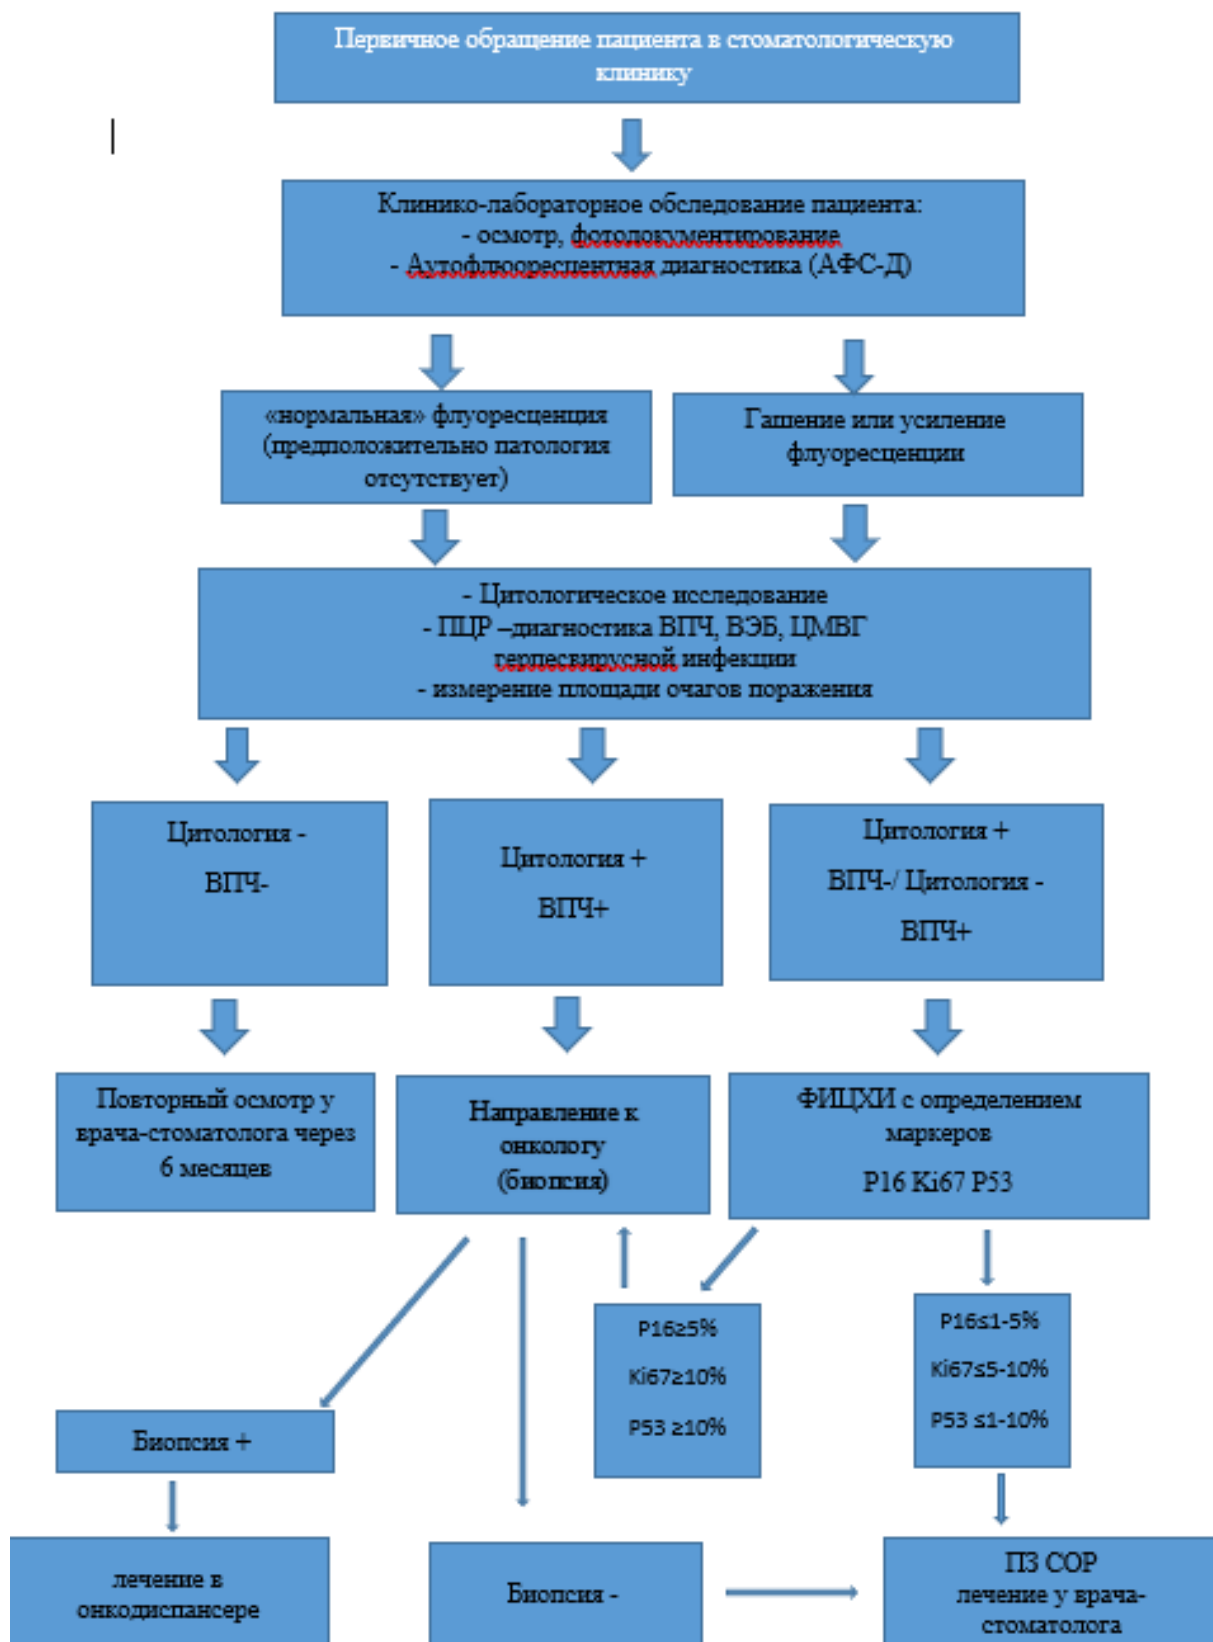 Первичное обращение пациента в стоматологическую
клинику
Клинико-лабораторное обследование пациента:
- осмотр, фотодокументирование
- Аутофлюоресцентная диагностика (АФС-Д)
«нормальная» флуоресценция
(предположительно патология
отсутствует)
Гашение или усиление
флуоресценции
- Цитологическое исследование
- ПЦР –диагностика ВПЧ, ВЭБ, ЦМВГ
герпесвирусной инфекции
- измерение площади очагов поражения
Цитология -
ВПЧ-
Цитология +
ВПЧ+
Цитология +
ВПЧ-/ Цитология -
ВПЧ+
Повторный осмотр у
врача-стоматолога через
6 месяцев
Направление к
онкологу
(биопсия)
ФИЦХИ с определением
маркеров
P16 Ki67 P53
P16≥5%
Ki67≥10%
P53 ≥10%
P16≤1-5%
Ki67≤5-10%
P53 ≤1-10%
Биопсия +
лечение в
онкодиспансере
Биопсия -
ПЗ СОР
лечение у врача-
стоматолога